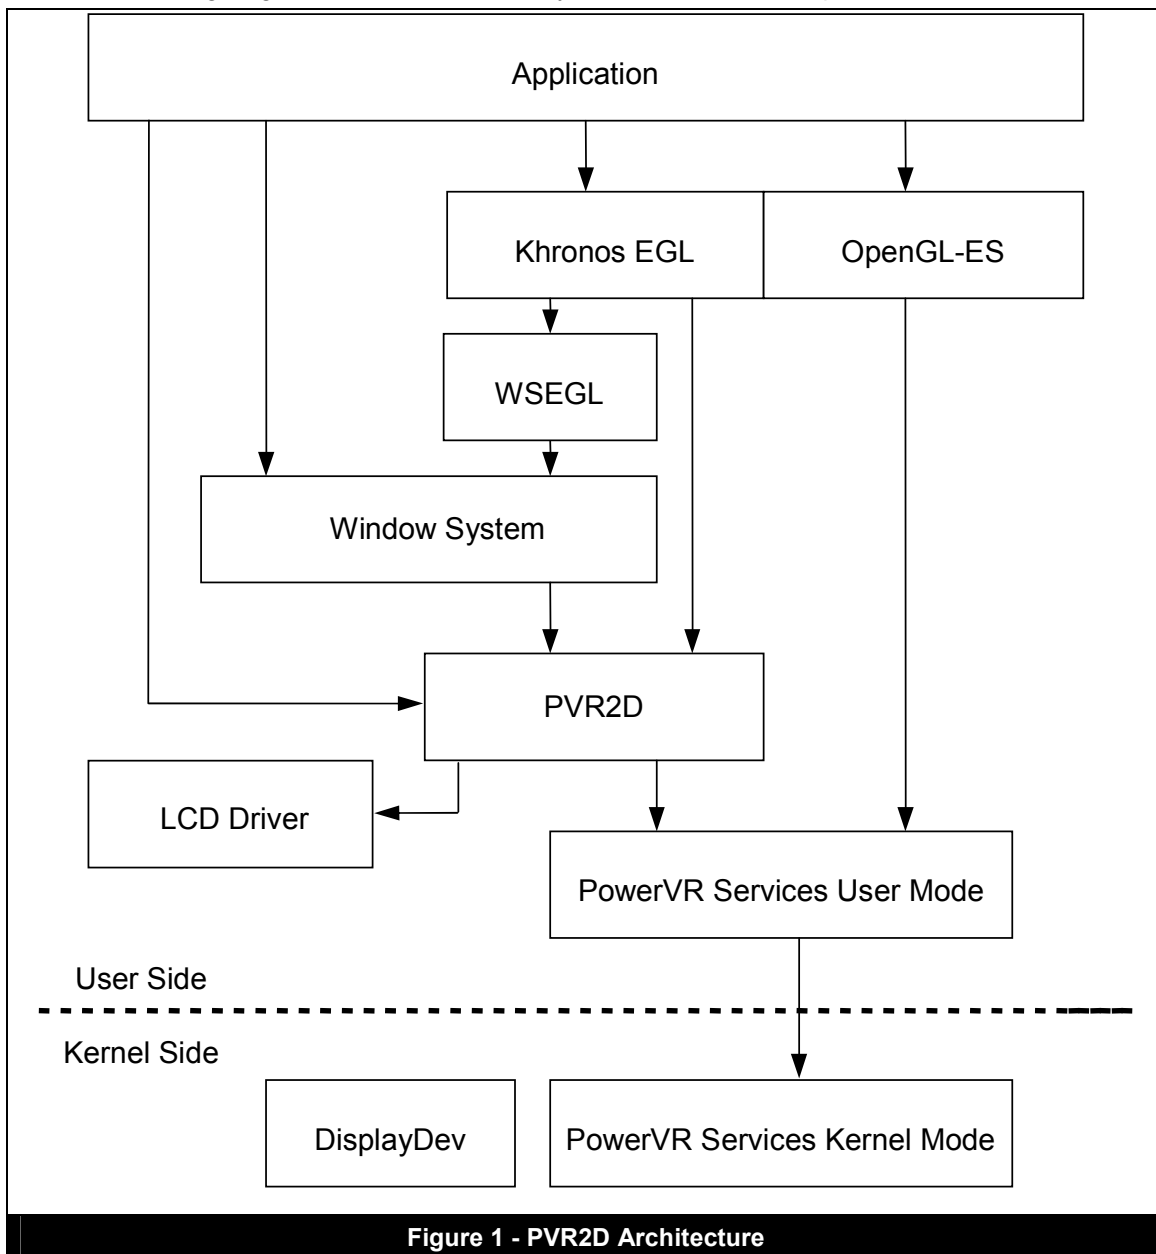 Application
Khronos EGL
OpenGL-ES
WSEGL
Window System
PVR2D
LCD Driver
PowerVR Services User Mode
User Side
Kernel Side
DisplayDev
PowerVR Services Kernel Mode
Figure 1 - PVR2D Architecture